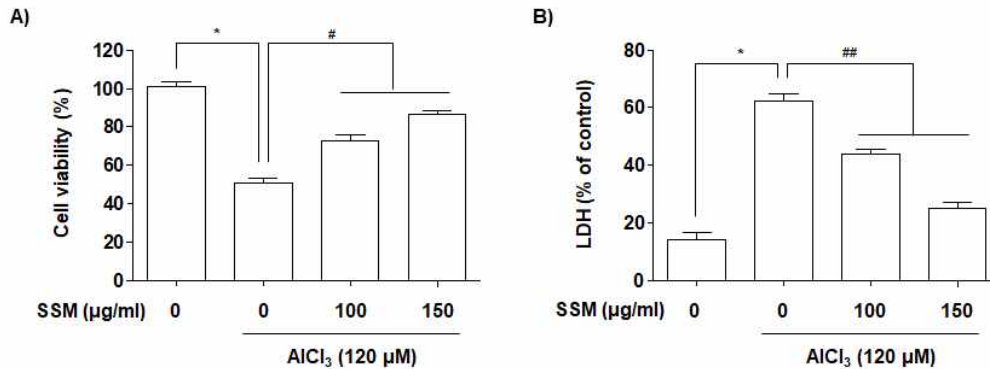 A)
* #
120
100
80
60
40
20
0
Cell viability (%)
SSM (μg/ml) 0 0 100 150
AlCl₃ (120 μM)
B)
* ##
80
60
40
20
0
LDH (% of control)
SSM (μg/ml) 0 0 100 150
AlCl₃ (120 μM)